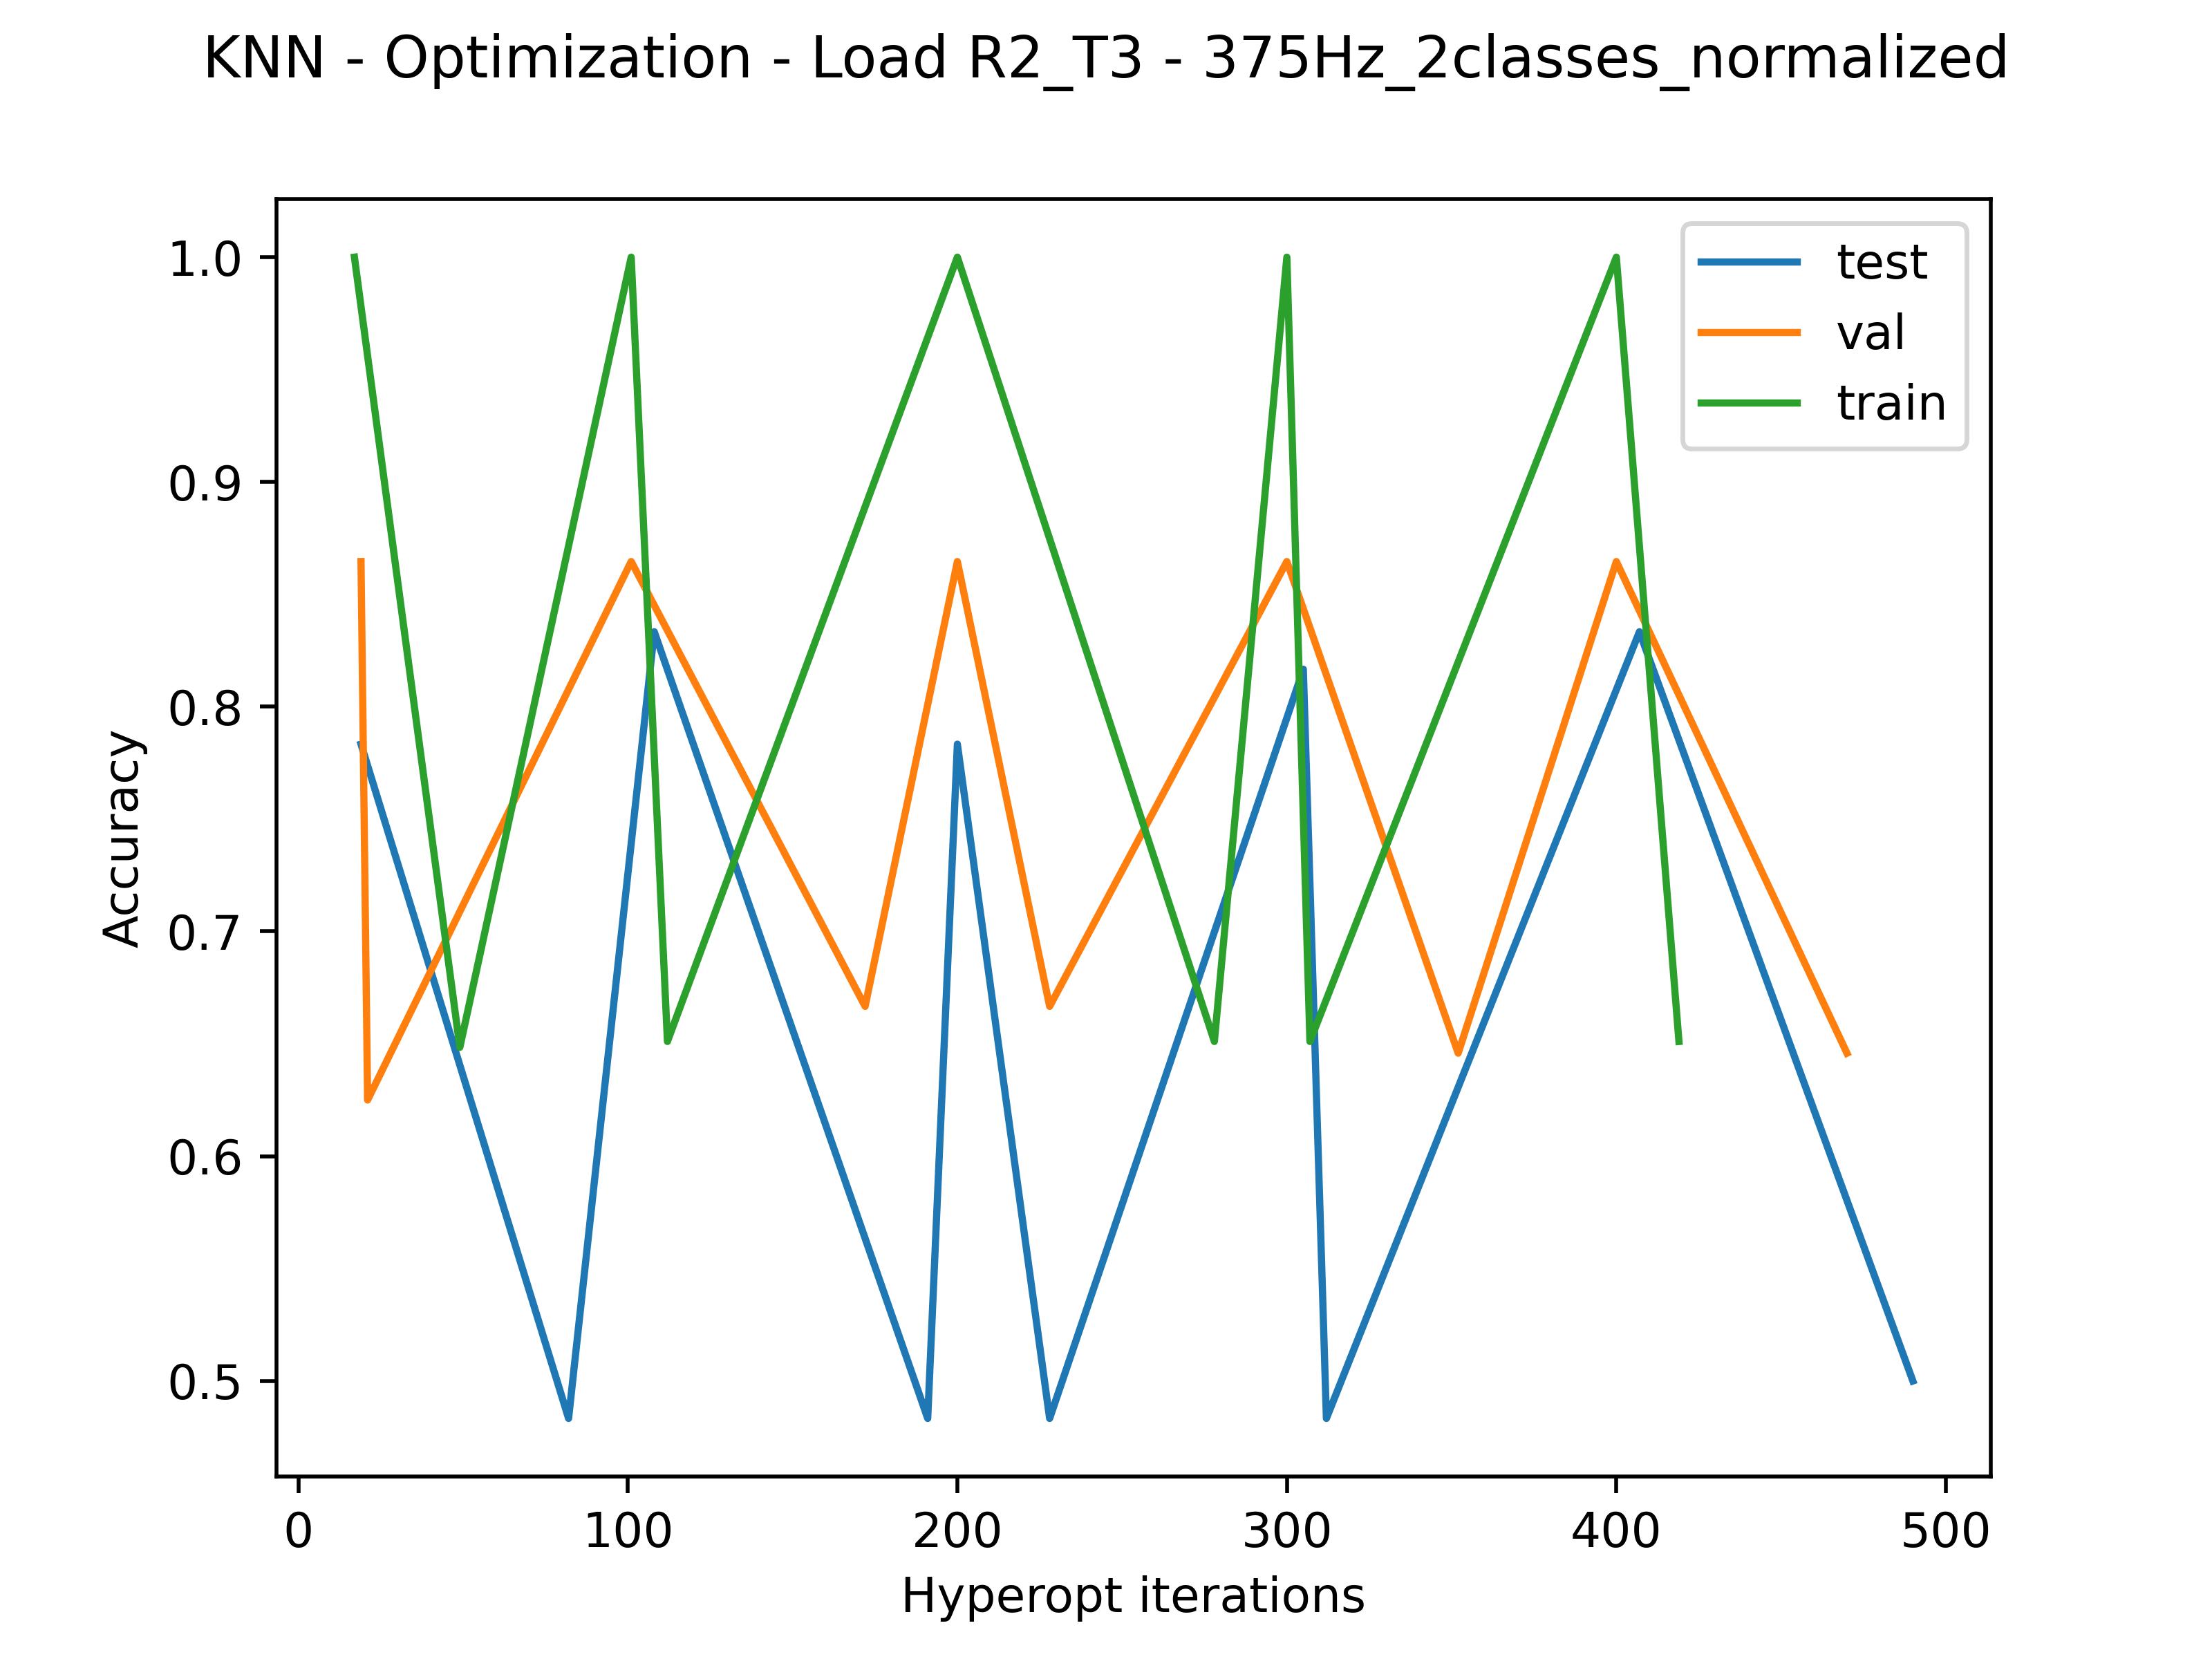 KNN - Optimization - Load R2_T3 - 375Hz_2classes_normalized
test
val
train
1.0
0.9
0.8
0.7
0.6
0.5
Accuracy
0 100 200 300 400 500
Hyperopt iterations